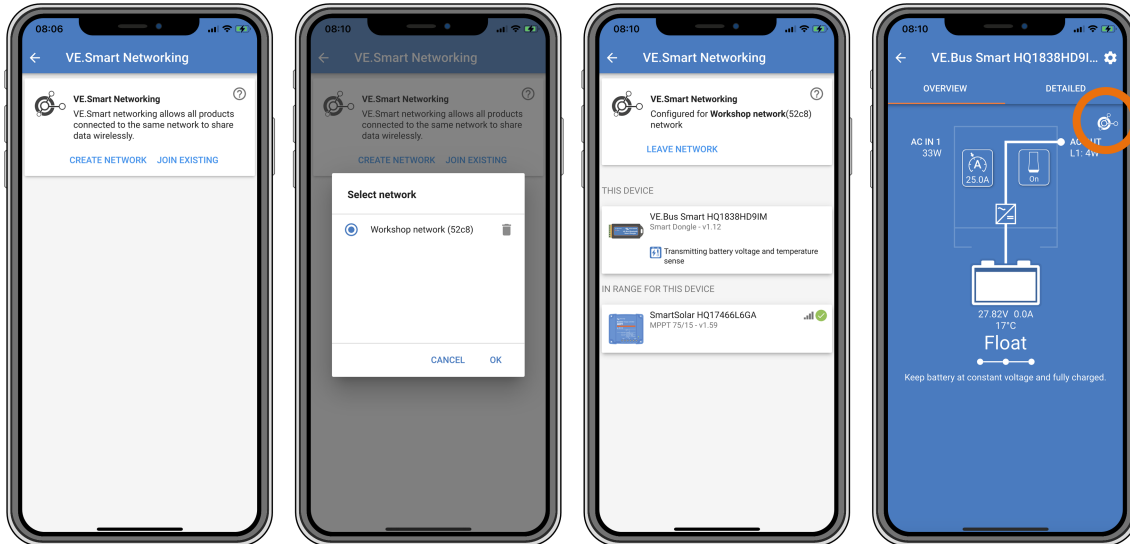 08:06
VE.Smart Networking
VE.Smart Networking
VE.Smart networking allows all products
connected to the same network to share
data wirelessly.
CREATE NETWORK JOIN EXISTING
08:10
VE.Smart Networking
VE.Smart Networking
VE.Smart networking allows all products
connected to the same network to share
data wirelessly.
CREATE NETWORK JOIN EXISTING
Select network
Workshop network (52c8)
CANCEL OK
08:10
VE.Smart Networking
VE.Smart Networking
Configured for Workshop network(52c8)
network
LEAVE NETWORK
THIS DEVICE
VE.Bus Smart HQ1838HD9IM
Smart Dongle - v1.12
Transmitting battery voltage and temperature
sense
IN RANGE FOR THIS DEVICE
SmartSolar HQ17466L6GA
MPPT 75/15 - v1.59
08:10
VE.Bus Smart HQ1838HD9I...
OVERVIEW DETAILED
AC IN 1
33W
A
25.0A
On
AC OUT
L1: 4W
27.82V 0.0A
17°C
Float
Keep battery at constant voltage and fully charged.